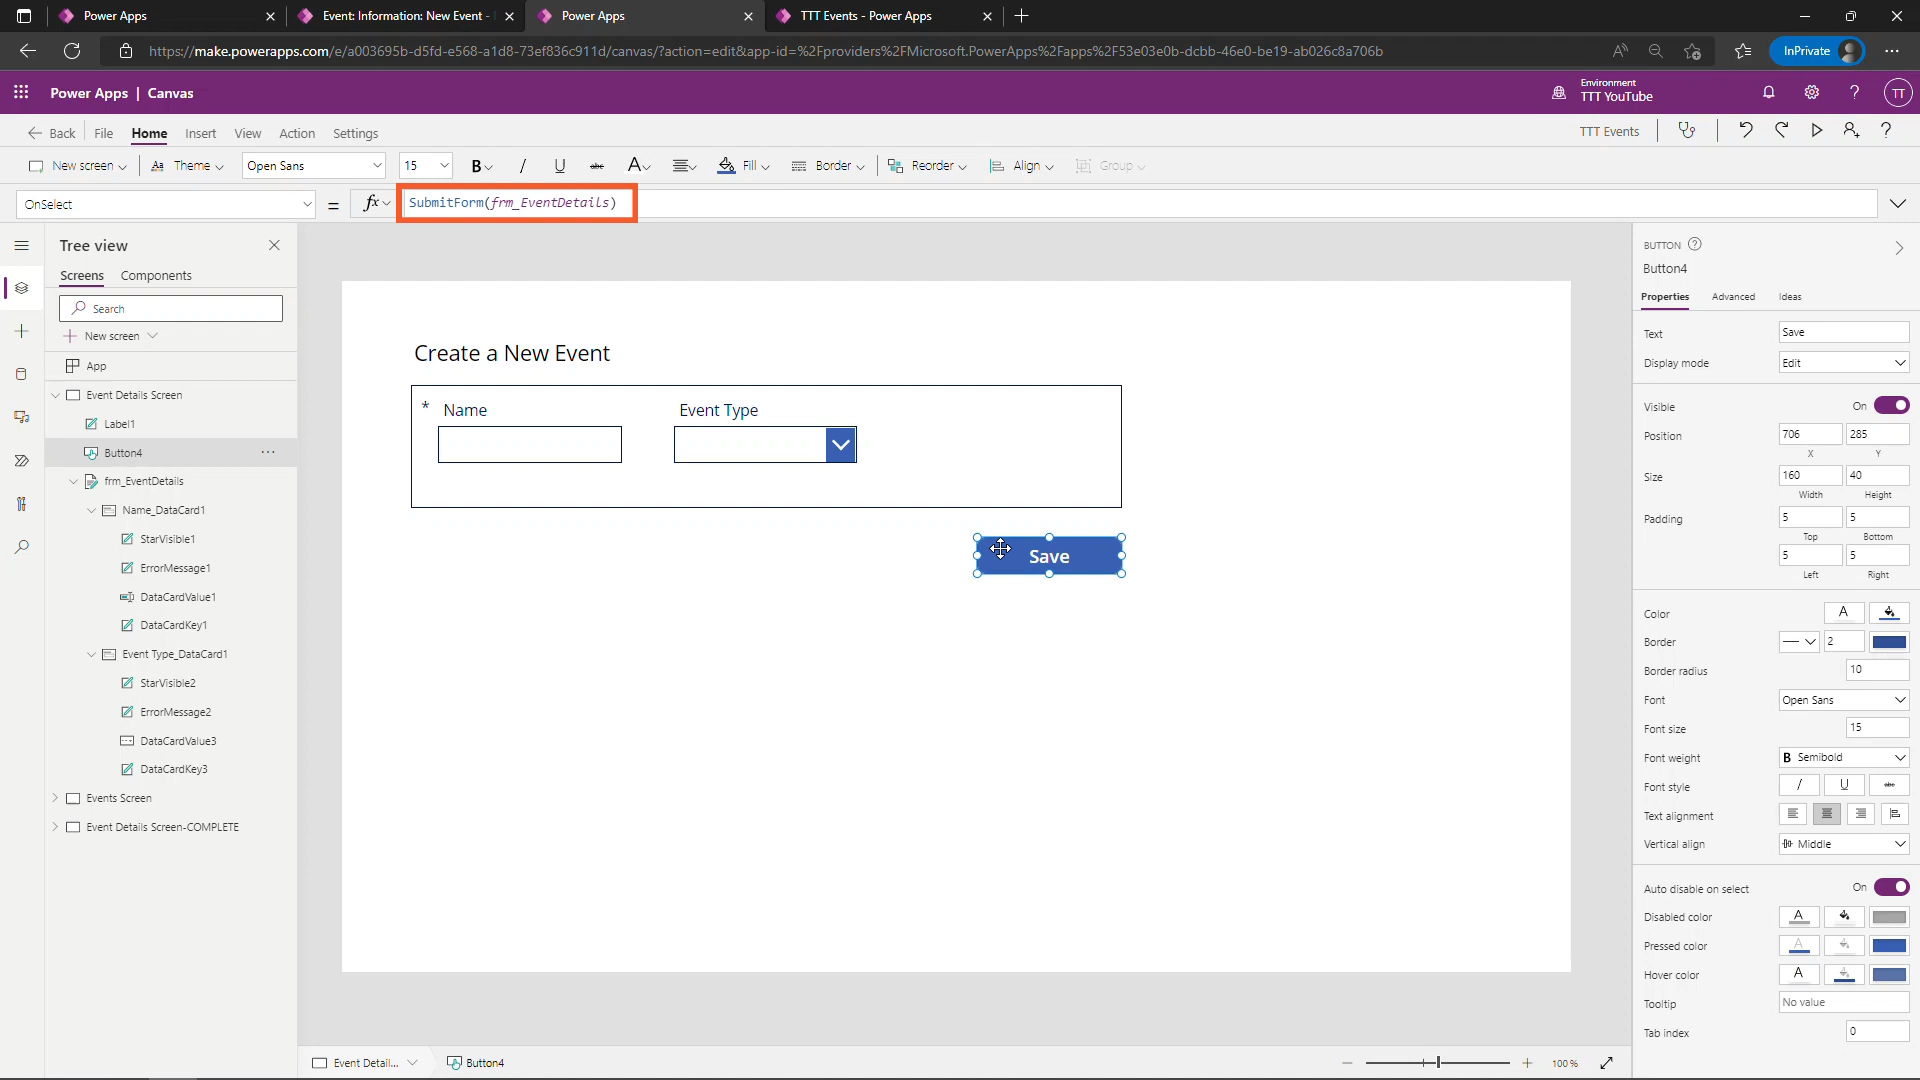 Power Apps
Event: Information: New Event -
Power Apps
TTT Events - Power Apps
https://make.powerapps.com/e/a003695b-d5fd-e568-a1d8-73ef836c911d/canvas/?action=edit&app-id=%2Fproviders%2FMicrosoft.PowerApps%2Fapps%2F53e03e0b-dcbb-46e0-be19-ab026c8a706b
InPrivate
Power Apps | Canvas
Environment
TTT YouTube
TT
Back
File
Home
Insert
View
Action
Settings
TTT Events
New screen
Theme
Open Sans
15
B
/
U
abc
A
Fill
Border
Reorder
Align
Group
OnSelect
=
fx
SubmitForm(frm_EventDetails)
Tree view
Screens
Components
Search
New screen
App
Event Details Screen
Label1
Button4
frm_EventDetails
Name_DataCard1
StarVisible1
ErrorMessage1
DataCardValue1
DataCardKey1
Event Type_DataCard1
StarVisible2
ErrorMessage2
DataCardValue3
DataCardKey3
Events Screen
Event Details Screen-COMPLETE
Create a New Event
* Name
Event Type
Save
BUTTON
Button4
Properties
Advanced
Ideas
Text
Save
Display mode
Edit
Visible
On
Position
706
285
X
Y
Size
160
40
Width
Height
Padding
5
5
Top
Bottom
5
5
Left
Right
Color
A
Border
2
Border radius
10
Font
Open Sans
Font size
15
Font weight
B Semibold
Font style
/
U
abc
Text alignment
Vertical align
Middle
Auto disable on select
On
Disabled color
A
Pressed color
A
Hover color
A
Tooltip
No value
Tab index
0
Event Detail...
Button4
100 %